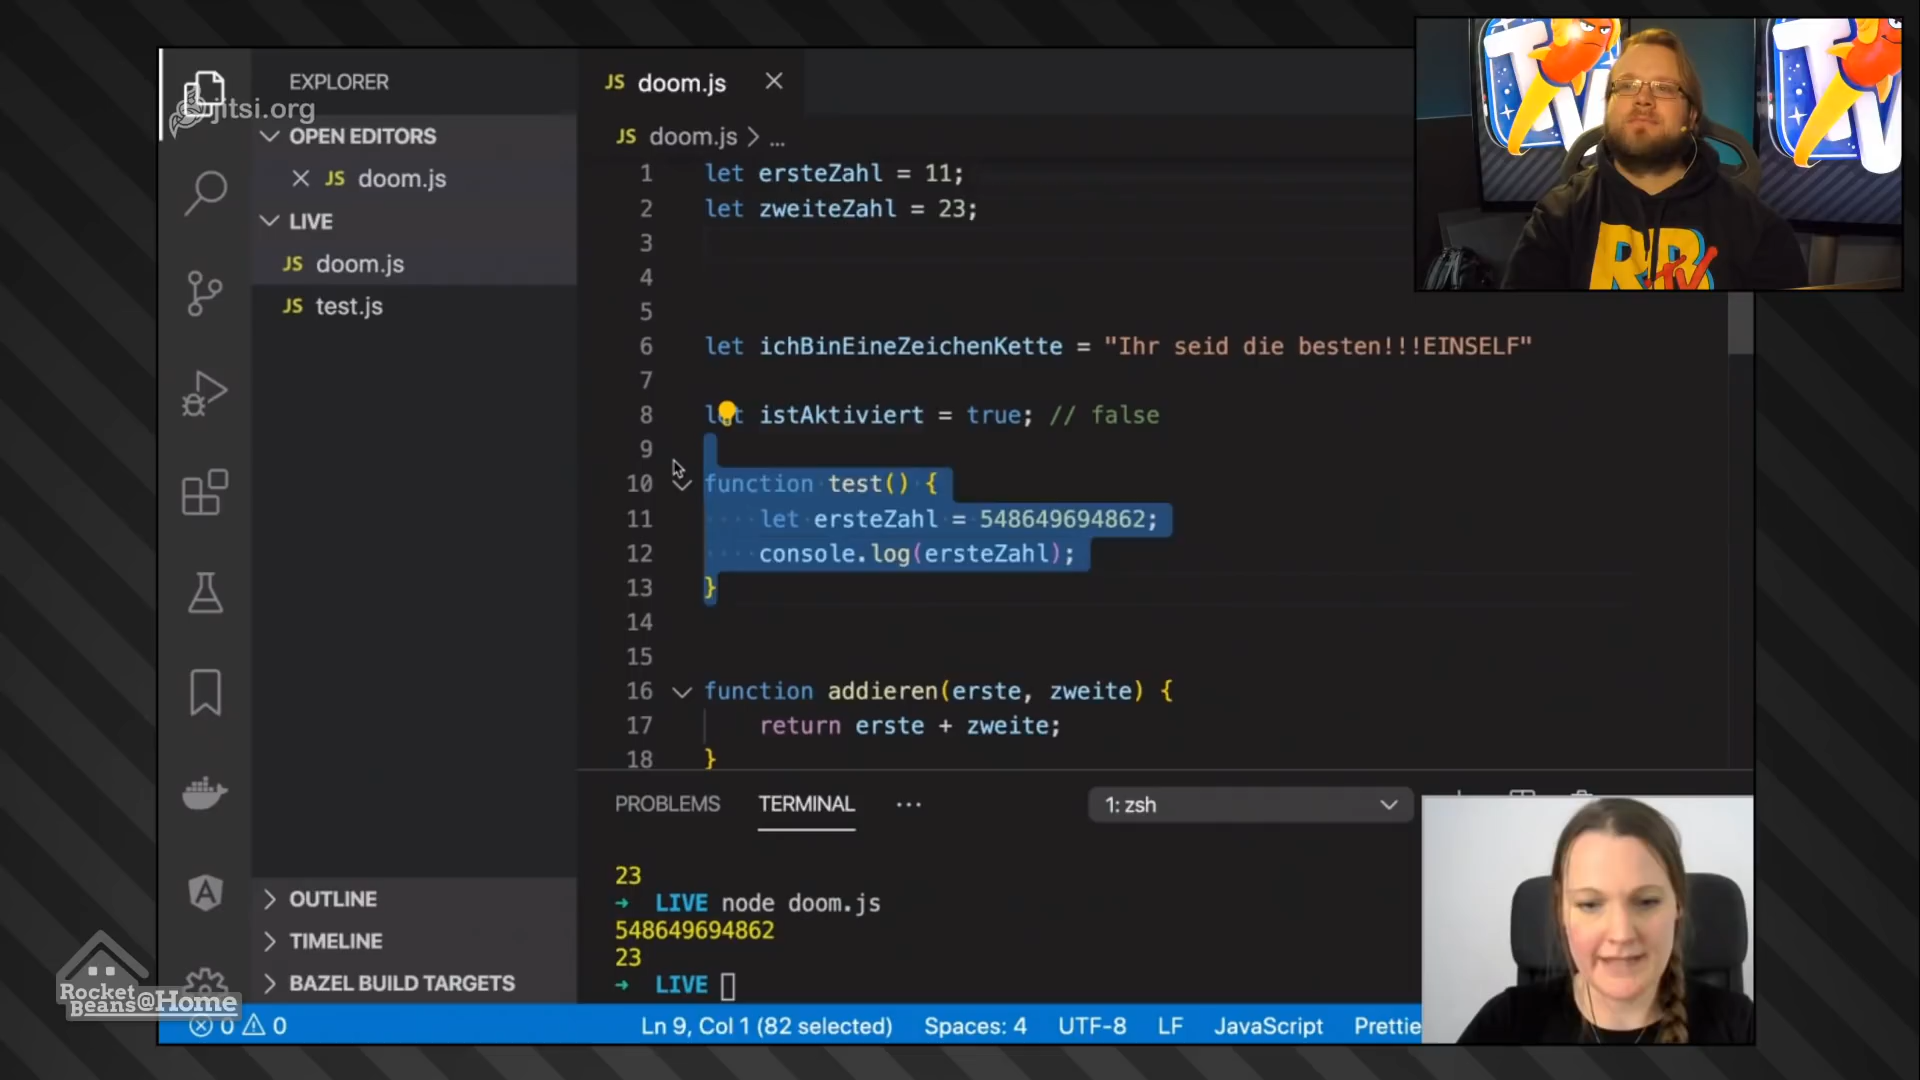 jitsi.org
EXPLORER
OPEN EDITORS
JS doom.js
LIVE
JS doom.js
JS test.js
OUTLINE
TIMELINE
BAZEL BUILD TARGETS
JS doom.js
JS doom.js > ...
1 let ersteZahl = 11;
2 let zweiteZahl = 23;
3
4
5
6 let ichBinEineZeichenKette = "Ihr seid die besten!!!EINSELF"
7
8 let istAktiviert = true; // false
9
10 function test() {
11 let ersteZahl = 548649694862;
12 console.log(ersteZahl);
13 }
14
15
16 function addieren(erste, zweite) {
17 return erste + zweite;
18 }
PROBLEMS TERMINAL ...
1: zsh
23
→ LIVE node doom.js
548649694862
23
→ LIVE
0 0 Ln 9, Col 1 (82 selected) Spaces: 4 UTF-8 LF JavaScript Prettie
Rocket
Beans@Home
TV
TV
RB
TV